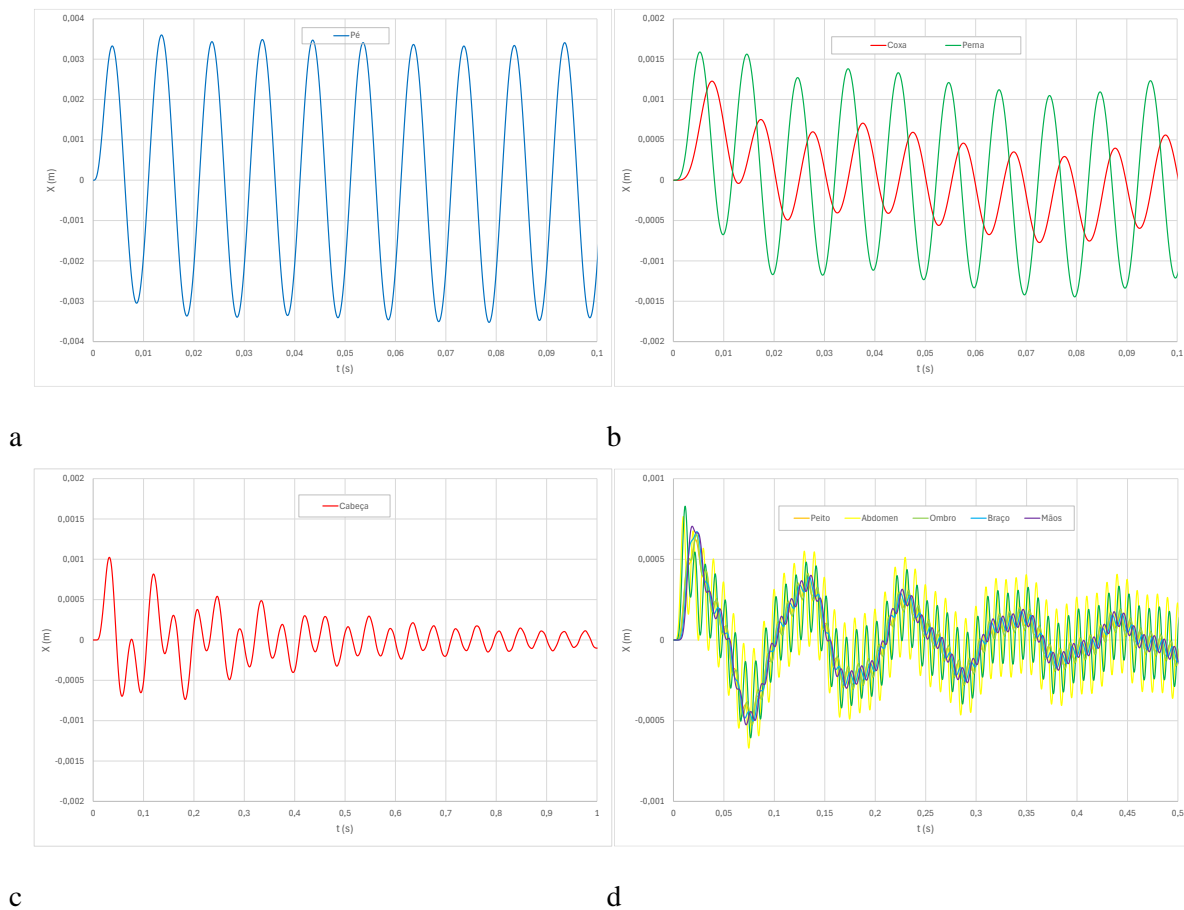 0,004
0,003
0,002
0,001
0
-0,001
-0,002
-0,003
-0,004
X (m)
Pé
0 0,01 0,02 0,03 0,04 0,05 0,06 0,07 0,08 0,09 0,1
t (s)
a
0,002
0,0015
0,001
0,0005
0
-0,0005
-0,001
-0,0015
-0,002
X (m)
Coxa Perna
0 0,01 0,02 0,03 0,04 0,05 0,06 0,07 0,08 0,09 0,1
t (s)
b
0,002
0,0015
0,001
0,0005
0
-0,0005
-0,001
-0,0015
-0,002
X (m)
Cabeça
0 0,1 0,2 0,3 0,4 0,5 0,6 0,7 0,8 0,9 1
t (s)
c
0,001
0,0005
0
-0,0005
-0,001
X (m)
Peito Abdomen Ombro Braço Mãos
0 0,05 0,1 0,15 0,2 0,25 0,3 0,35 0,4 0,45 0,5
t (s)
d